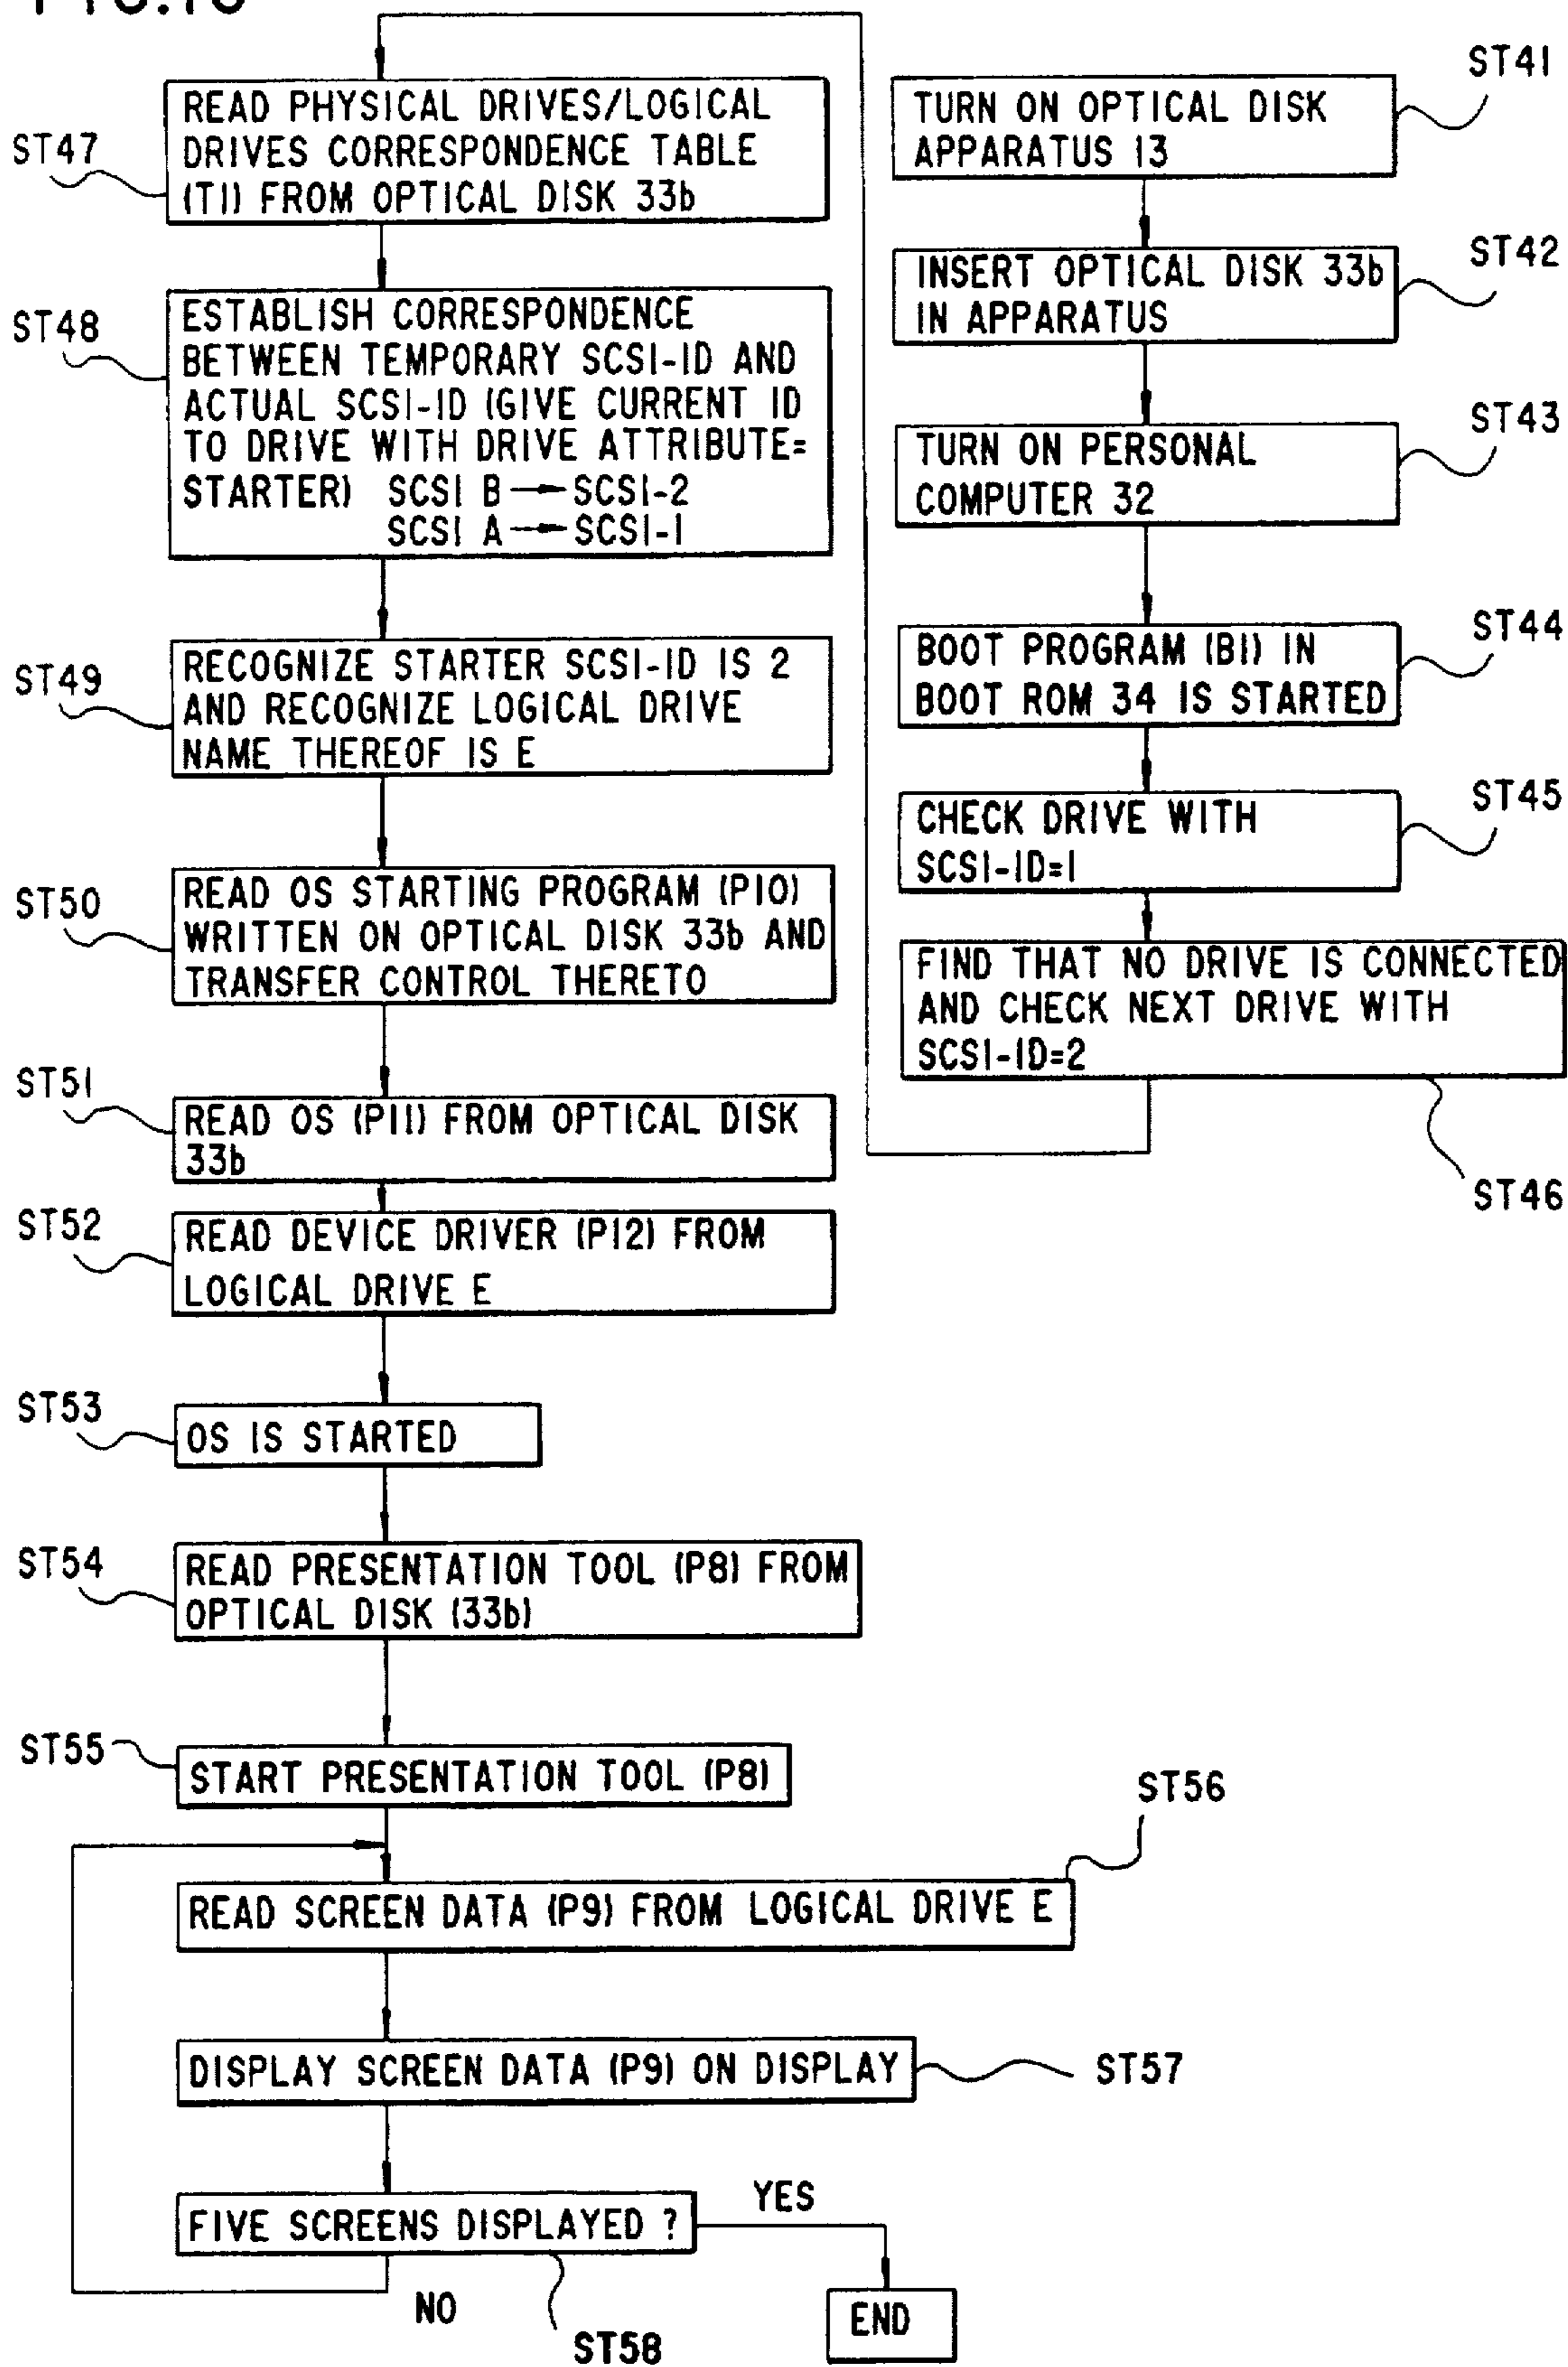 ST41
TURN ON OPTICAL DISK
APPARATUS 13
ST42
INSERT OPTICAL DISK 33b
IN APPARATUS
ST43
TURN ON PERSONAL
COMPUTER 32
ST44
BOOT PROGRAM (B1) IN
BOOT ROM 34 IS STARTED
ST45
CHECK DRIVE WITH
SCSI-ID=1
FIND THAT NO DRIVE IS CONNECTED
AND CHECK NEXT DRIVE WITH
SCSI-ID=2
ST46
ST47
READ PHYSICAL DRIVES/LOGICAL
DRIVES CORRESPONDENCE TABLE
(T1) FROM OPTICAL DISK 33b
ST48
ESTABLISH CORRESPONDENCE
BETWEEN TEMPORARY SCSI-ID AND
ACTUAL SCSI-ID (GIVE CURRENT ID
TO DRIVE WITH DRIVE ATTRIBUTE=
STARTER) SCSI B → SCSI-2
SCSI A → SCSI-1
ST49
RECOGNIZE STARTER SCSI-ID IS 2
AND RECOGNIZE LOGICAL DRIVE
NAME THEREOF IS E
ST50
READ OS STARTING PROGRAM (P10)
WRITTEN ON OPTICAL DISK 33b AND
TRANSFER CONTROL THERETO
ST51
READ OS (P11) FROM OPTICAL DISK
33b
ST52
READ DEVICE DRIVER (P12) FROM
LOGICAL DRIVE E
ST53
OS IS STARTED
ST54
READ PRESENTATION TOOL (P8) FROM
OPTICAL DISK (33b)
ST55
START PRESENTATION TOOL (P8)
ST56
READ SCREEN DATA (P9) FROM LOGICAL DRIVE E
DISPLAY SCREEN DATA (P9) ON DISPLAY
ST57
FIVE SCREENS DISPLAYED ?
YES
NO
ST58
END